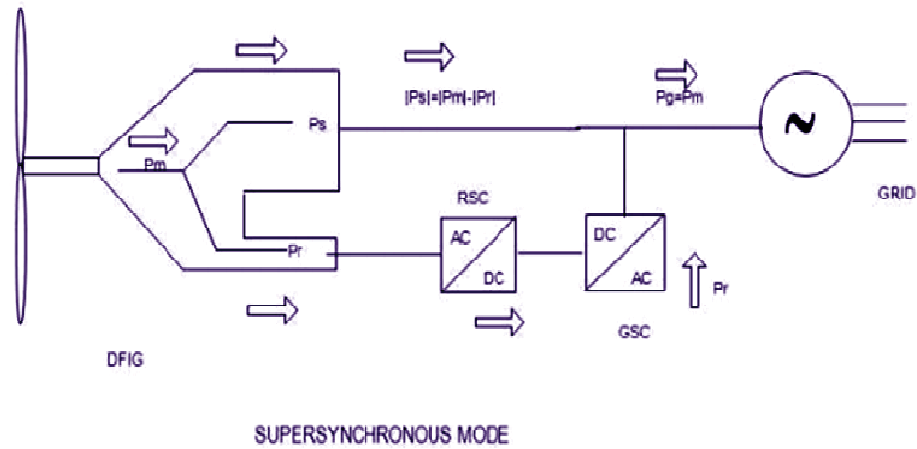 |Ps|=|Pm|-|Pr|
Pg=Pm
Ps
Pm
GRID
RSC
AC
DC
DC
AC
Pr
Pr
GSC
DFIG
SUPERSYNCHRONOUS MODE